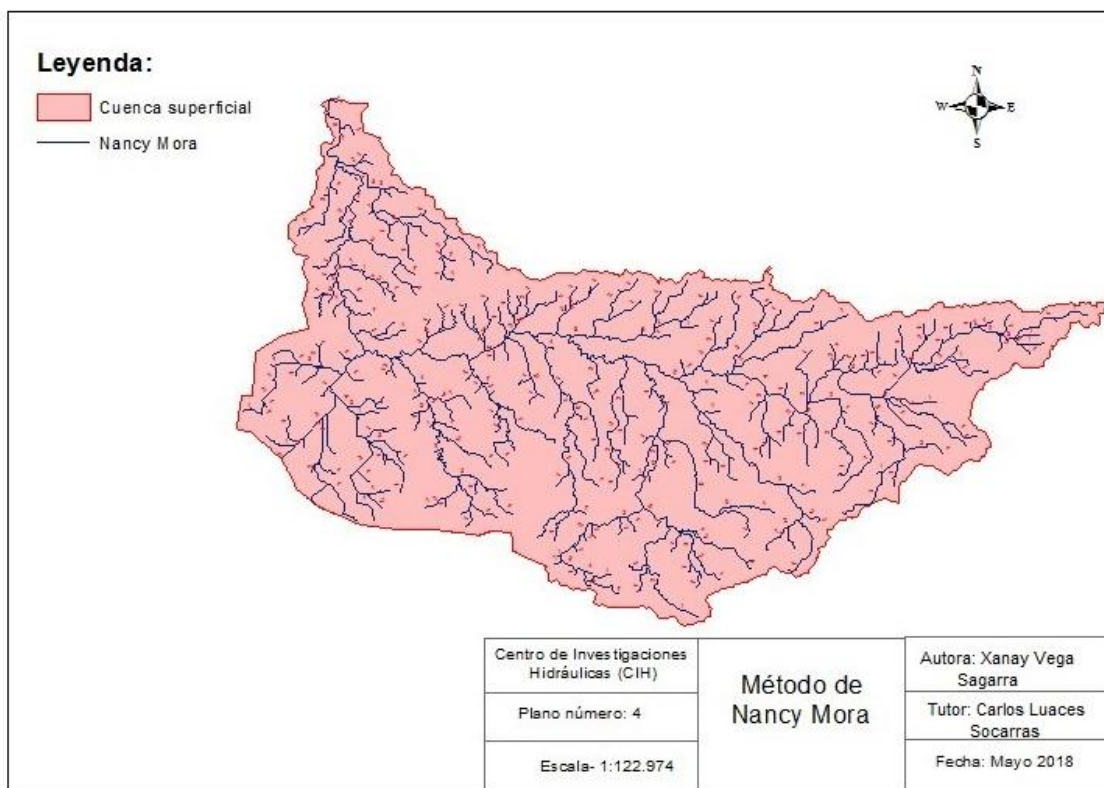 Leyenda:
Cuenca superficial
Nancy Mora
N
W
E
S
Centro de Investigaciones
Hidráulicas (CIH)
Plano número: 4
Escala- 1:122.974
Método de
Nancy Mora
Autora: Xanay Vega
Sagarra
Tutor: Carlos Luaces
Socarras
Fecha: Mayo 2018